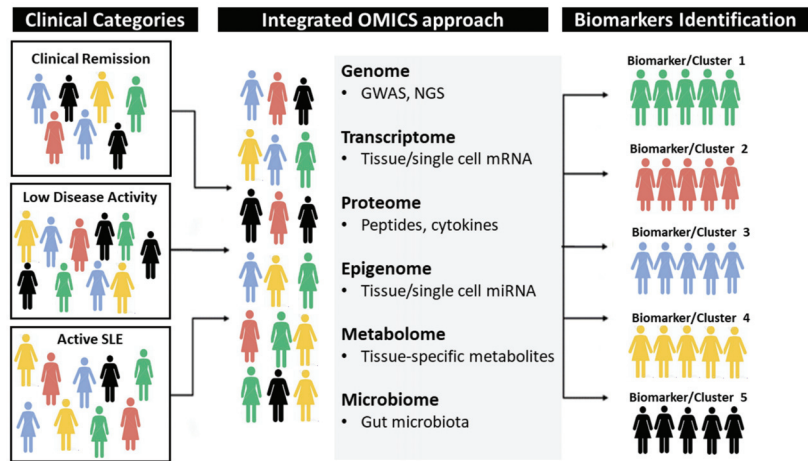 Clinical Categories
Integrated OMICS approach
Biomarkers Identification
Clinical Remission
Low Disease Activity
Active SLE
Genome
• GWAS, NGS
Transcriptome
• Tissue/single cell mRNA
Proteome
• Peptides, cytokines
Epigenome
• Tissue/single cell miRNA
Metabolome
• Tissue-specific metabolites
Microbiome
• Gut microbiota
Biomarker/Cluster 1
Biomarker/Cluster 2
Biomarker/Cluster 3
Biomarker/Cluster 4
Biomarker/Cluster 5